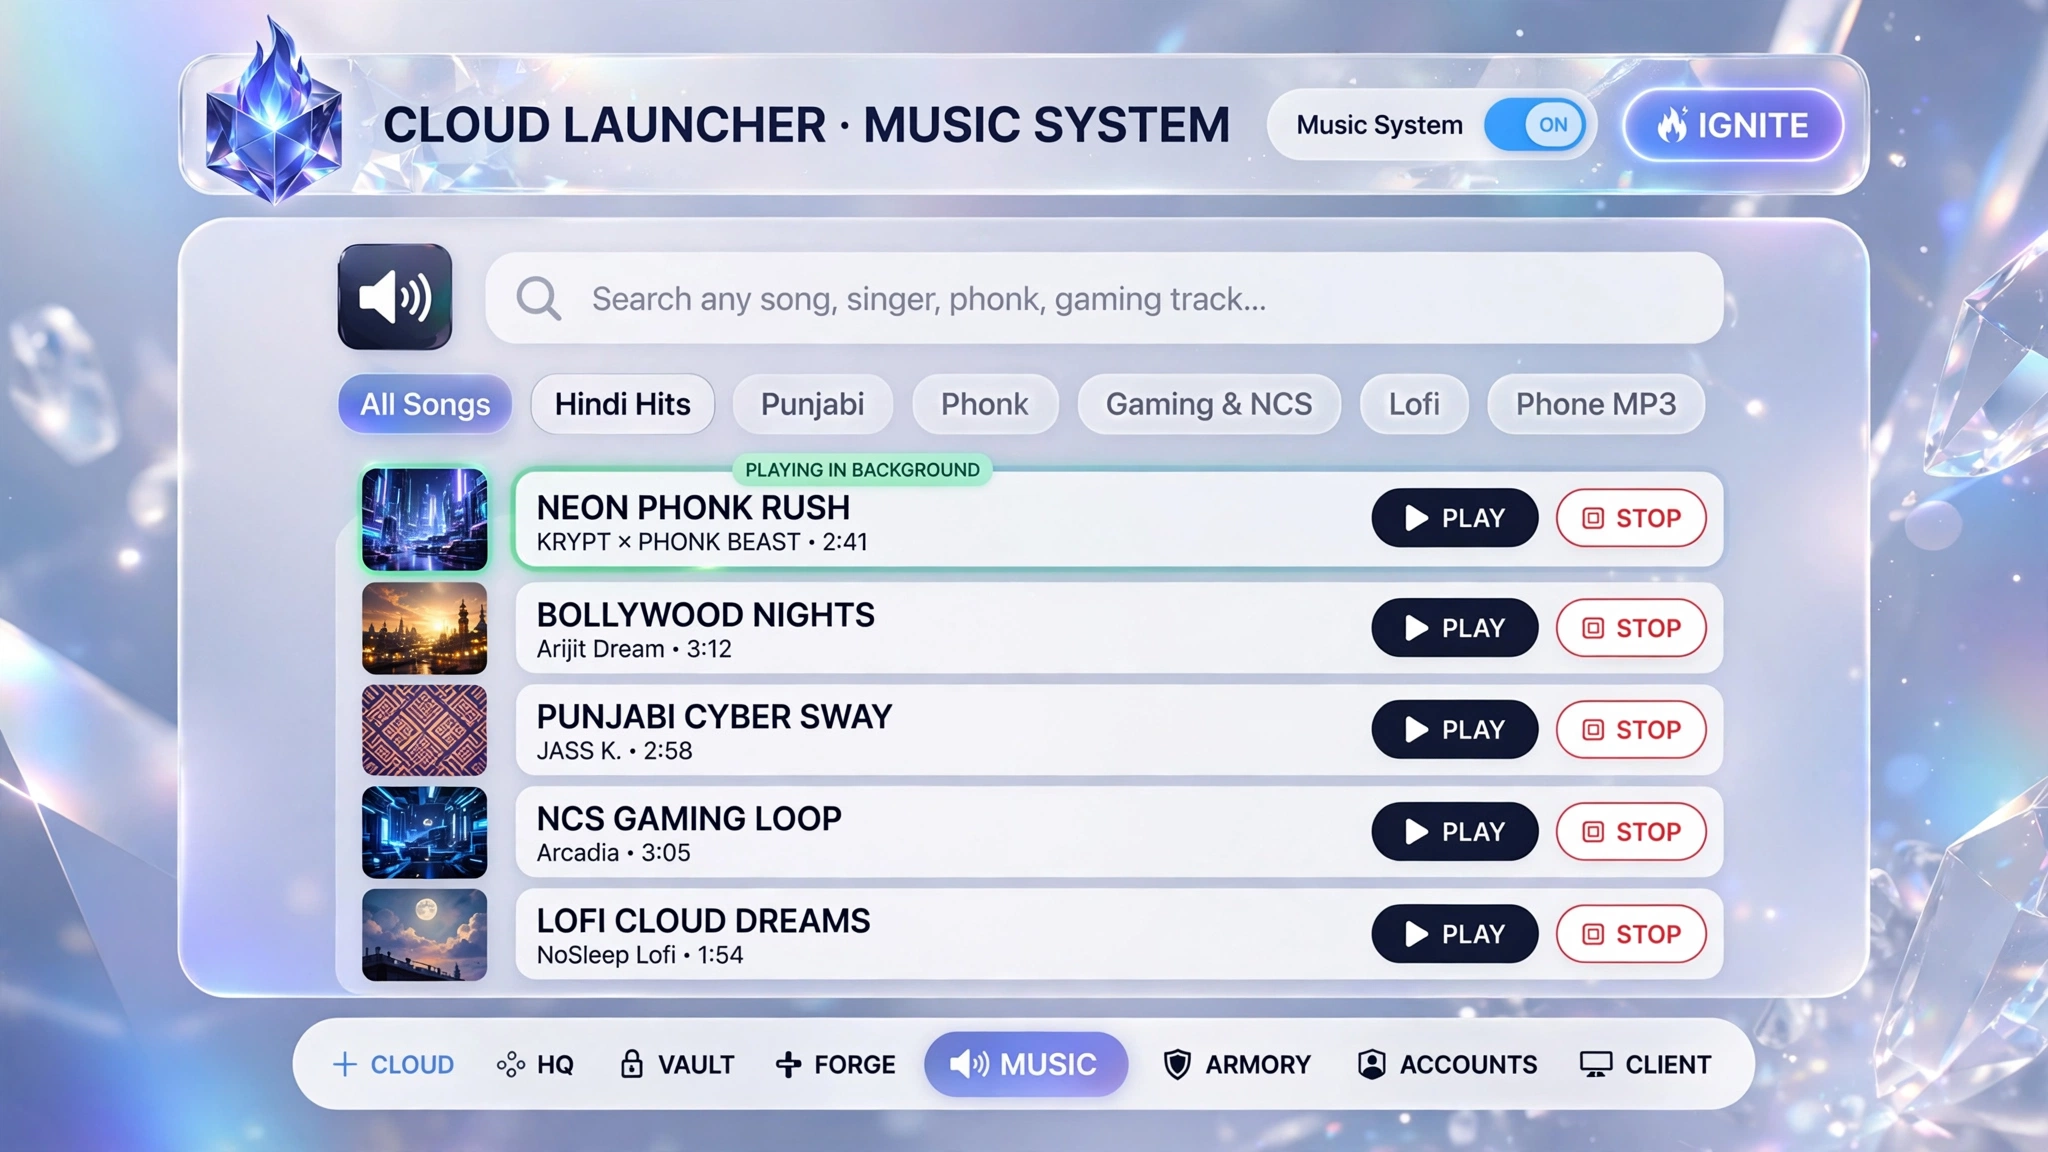 CLOUD LAUNCHER · MUSIC SYSTEM
Music System
ON
IGNITE
Search any song, singer, phonk, gaming track...
All Songs
Hindi Hits
Punjabi
Phonk
Gaming & NCS
Lofi
Phone MP3
PLAYING IN BACKGROUND
NEON PHONK RUSH
KRYPT × PHONK BEAST • 2:41
PLAY
STOP
BOLLYWOOD NIGHTS
Arijit Dream • 3:12
PLAY
STOP
PUNJABI CYBER SWAY
JASS K. • 2:58
PLAY
STOP
NCS GAMING LOOP
Arcadia • 3:05
PLAY
STOP
LOFI CLOUD DREAMS
NoSleep Lofi • 1:54
PLAY
STOP
CLOUD
HQ
VAULT
FORGE
MUSIC
ARMORY
ACCOUNTS
CLIENT